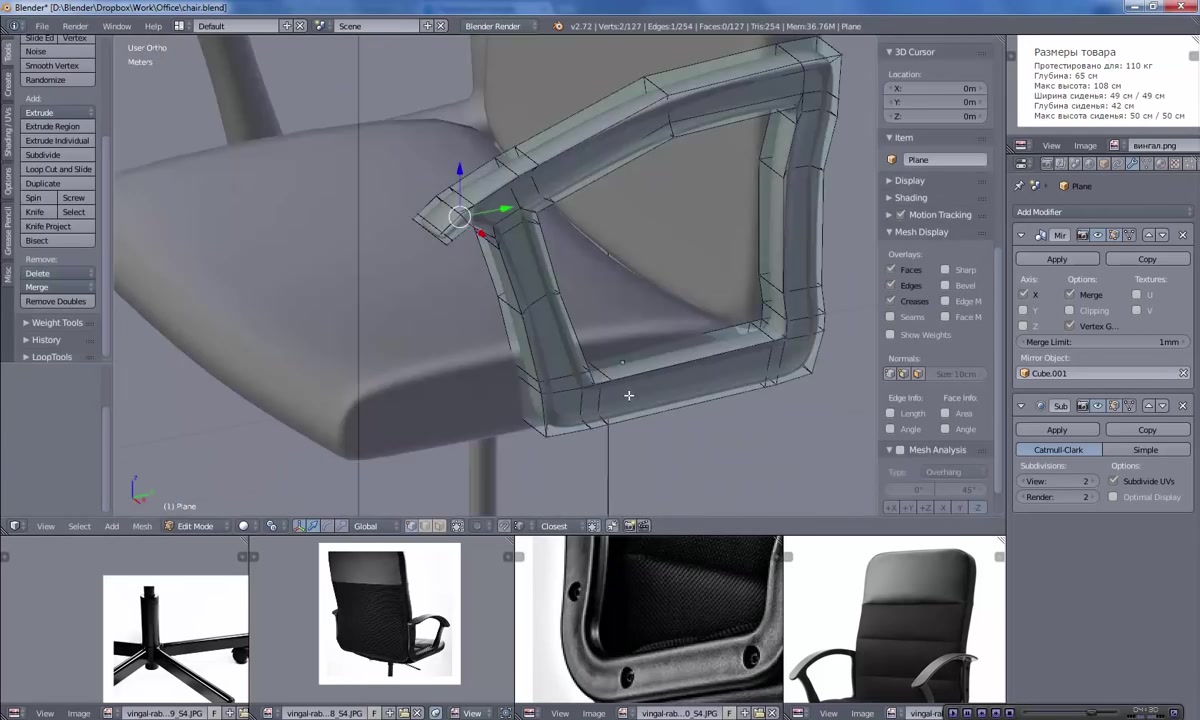 Blender* [D:\Blender\Dropbox\Work\Office\chair.blend]
File Render Window Help Default Scene Blender Render v2.72 | Verts:2/127 | Edges:1/254 | Faces:0/127 | Tris:254 | Mem:36.76M | Plane
Tools
Create
Shading / UVs
Options
Grease Pencil
Misc
Slide Ed Vertex
Noise
Smooth Vertex
Randomize
Add:
Extrude
Extrude Region
Extrude Individual
Subdivide
Loop Cut and Slide
Duplicate
Spin Screw
Knife Select
Knife Project
Bisect
Remove:
Delete
Merge
Remove Doubles
Weight Tools
History
LoopTools
User Ortho
Meters
(1) Plane
View Select Add Mesh Edit Mode Global Closest
3D Cursor
Location:
X: 0m
Y: 0m
Z: 0m
Item
Plane
Display
Shading
Motion Tracking
Mesh Display
Overlays:
Faces Sharp
Edges Bevel
Creases Edge M
Seams Face M
Show Weights
Normals:
Size 10cm
Edge Info: Face Info:
Length Area
Angle Angle
Mesh Analysis
Type: Overhang
0° 45°
+X +Y +Z -X -Y -Z
Размеры товара
Протестировано для: 110 кг
Глубина: 65 см
Макс высота: 108 см
Ширина сиденья: 49 см / 49 см
Глубина сиденья: 42 см
Макс высота сиденья: 50 см / 50 см
View Image вингал.png
Plane
Add Modifier
Mir
Apply Copy
Axis: Options: Textures:
X Merge U
Y Clipping V
Z Vertex G...
Merge Limit: 1mm
Mirror Object:
Cube.001
Sub
Apply Copy
Catmull-Clark Simple
Subdivisions: Options:
View: 2 Subdivide UVs
Render: 2 Optimal Display
View Image vingal-rab...9_S4.JPG F
View Image vingal-rab...8_S4.JPG F View
View Image vingal-rab...0_S4.JPG F
View Image vingal-rab
04:30